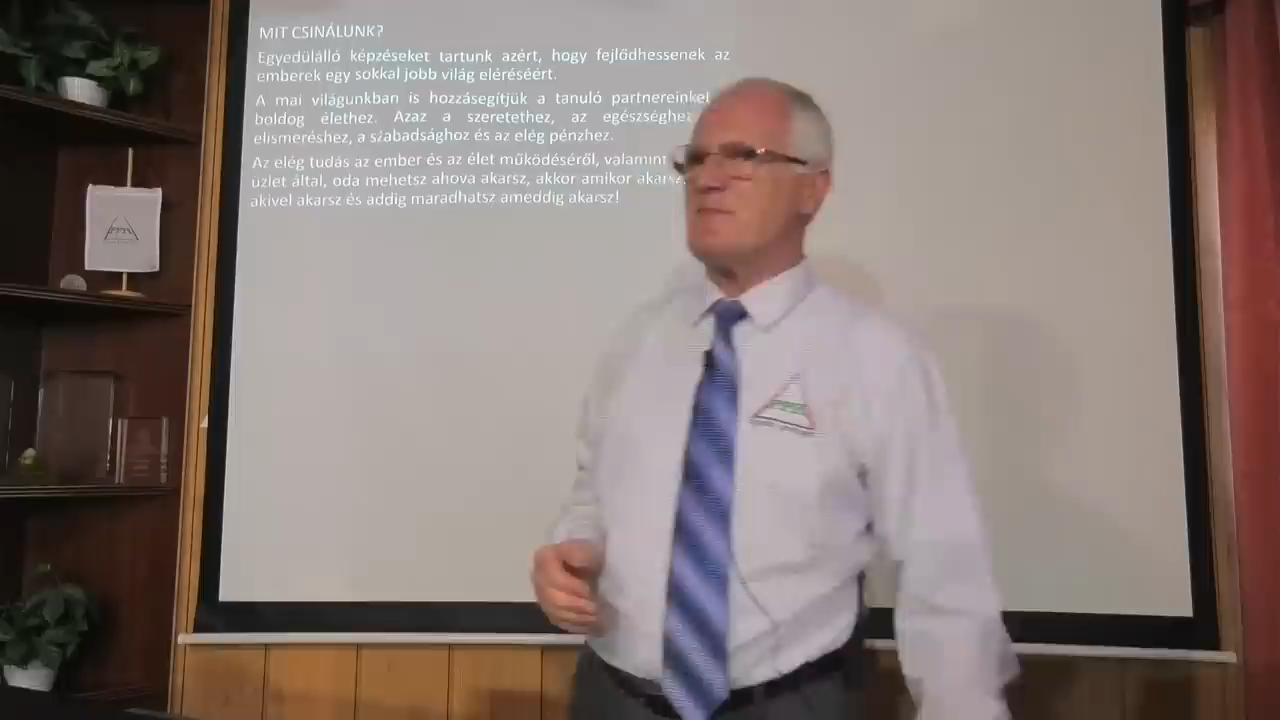 MIT CSINÁLUNK?
Egyedülálló képzéseket tartunk azért, hogy fejlődhessenek az
emberek egy sokkal jobb világ eléréséért.
A mai világunkban is hozzásegítjük a tanuló partnereinket
boldog élethez. Azaz a szeretethez, az egészséghez
elismeréshez, a szabadsághoz és az elég pénzhez.
Az elég tudás az ember és az élet működéséről, valamint
üzlet által, oda mehetsz ahova akarsz, akkor amikor akarsz,
akivel akarsz és addig maradhatsz ameddig akarsz!